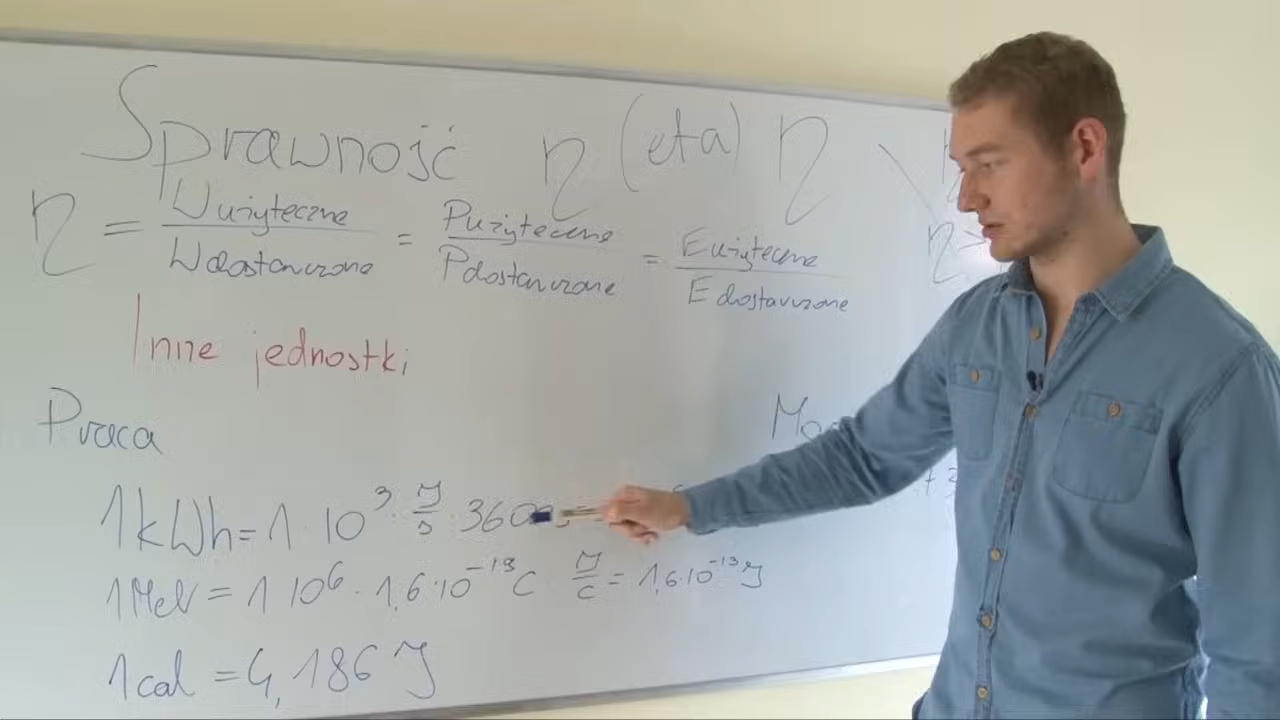 Sprawność η (eta) η
η = Wużyteczne / Wdostarczone = Pużyteczne / Pdostarczone = Eużyteczne / Edostarczone
Inne jednostki
Praca
1kWh = 1 · 10³ · J/s · 3600
1MeV = 1 10⁶ · 1,6·10⁻¹⁹ C J/C = 1,6·10⁻¹³ J
1cal = 4,186 J